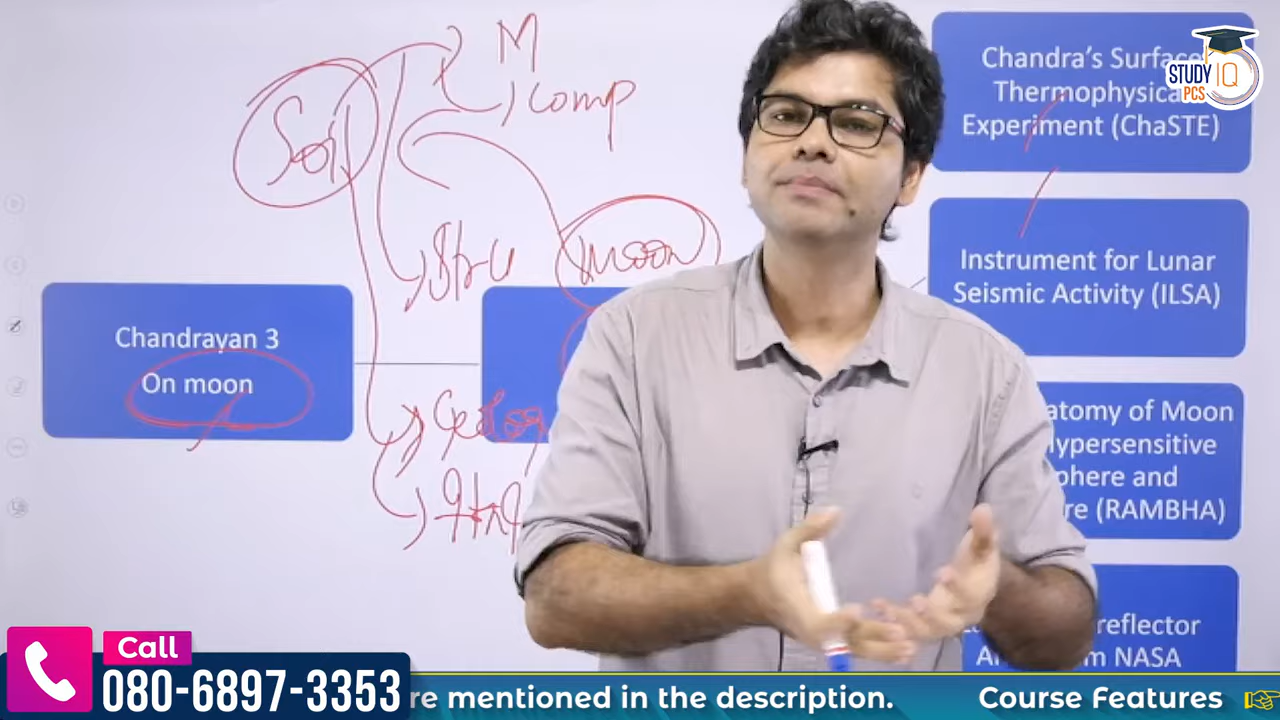 M
Comp
Soil
Moon
Struc
Chandrayan 3
On moon
Chandra's Surface
Thermophysical
Experiment (ChaSTE)
Instrument for Lunar
Seismic Activity (ILSA)
atomy of Moon
ypersensitive
phere and
re (RAMBHA)
reflector
m NASA
STUDY IQ
PCS
Call
080-6897-3353
re mentioned in the description.
Course Features